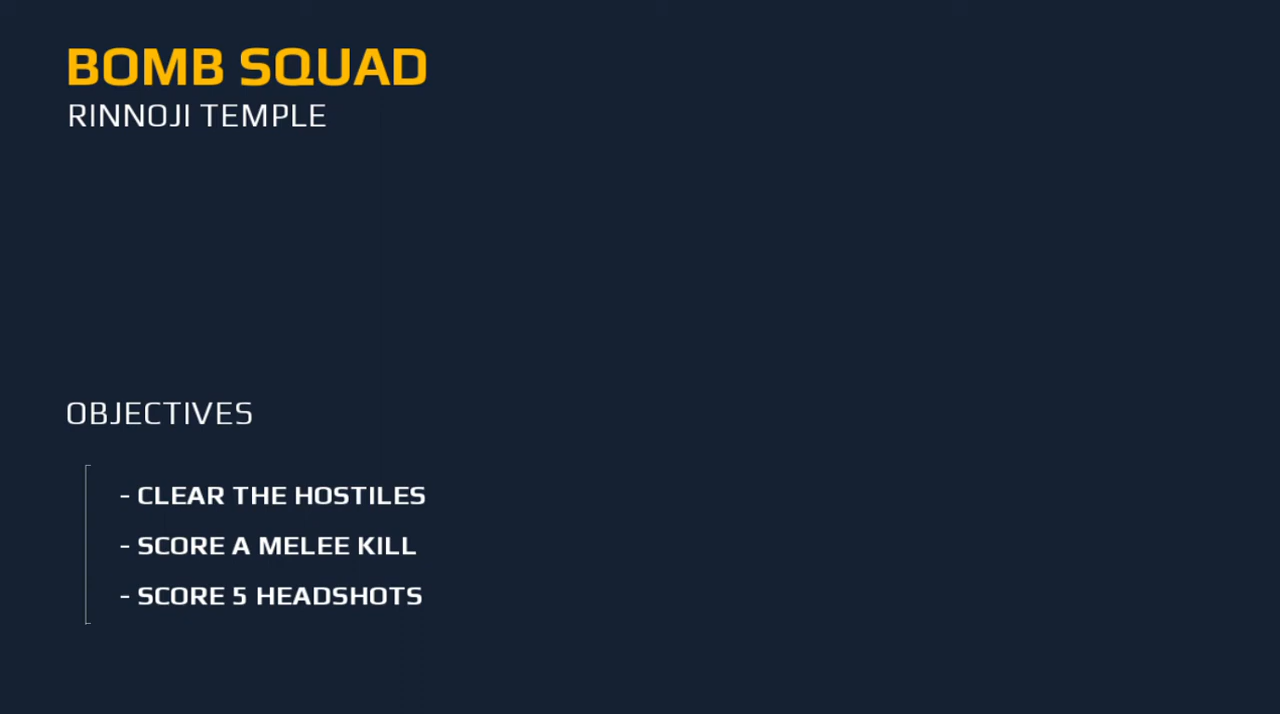 BOMB SQUAD
RINNOJI TEMPLE
OBJECTIVES
- CLEAR THE HOSTILES
- SCORE A MELEE KILL
- SCORE 5 HEADSHOTS